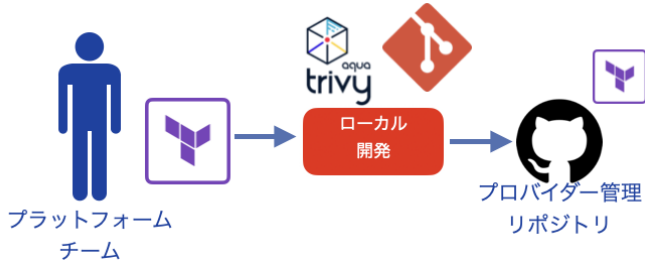 aqua
trivy
ローカル
開発
プラットフォーム
チーム
プロバイダー管理
リポジトリ